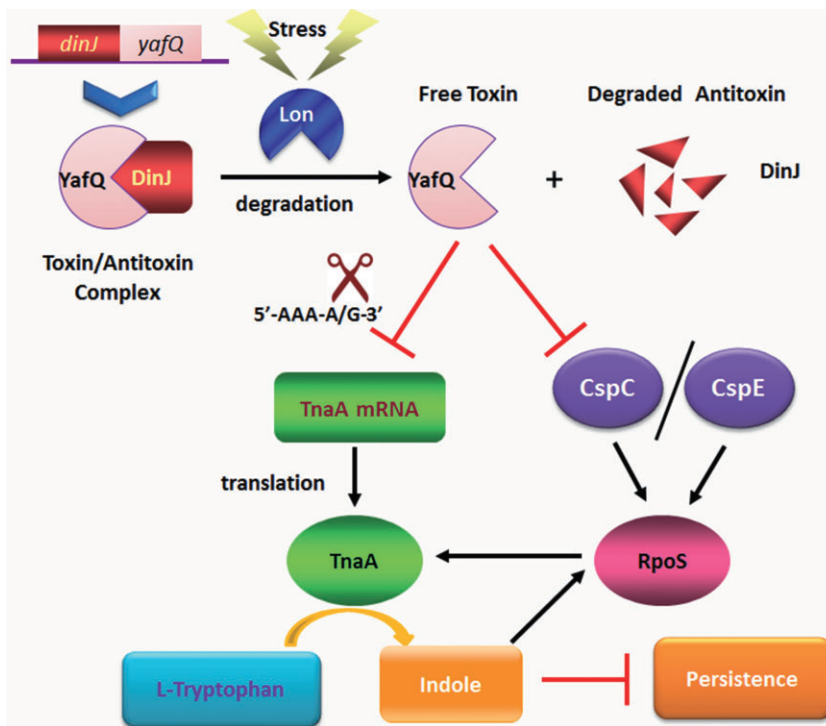 dinJ yafQ
Stress
Lon
Free Toxin
Degraded Antitoxin
YafQ DinJ
degradation
YafQ
+
DinJ
Toxin/Antitoxin
Complex
5’-AAA-A/G-3’
TnaA mRNA
CspC / CspE
translation
TnaA
RpoS
L-Tryptophan
Indole
Persistence